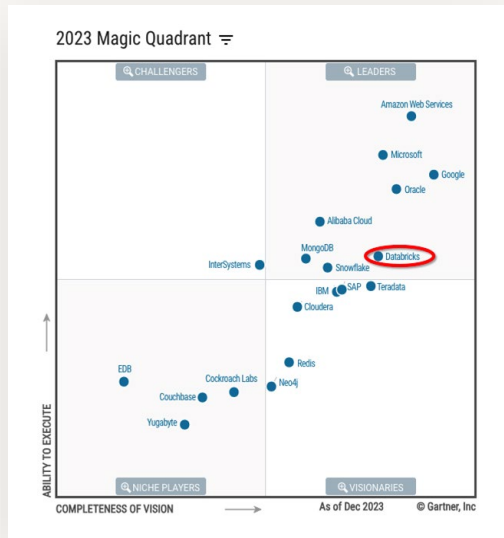 2023 Magic Quadrant
CHALLENGERS
LEADERS
Amazon Web Services
Microsoft
Google
Oracle
Alibaba Cloud
MongoDB
Databricks
InterSystems
Snowflake
IBM
SAP
Teradata
Cloudera
Redis
EDB
Cockroach Labs
Neo4j
Couchbase
Yugabyte
NICHE PLAYERS
VISIONARIES
ABILITY TO EXECUTE
COMPLETENESS OF VISION
As of Dec 2023
© Gartner, Inc